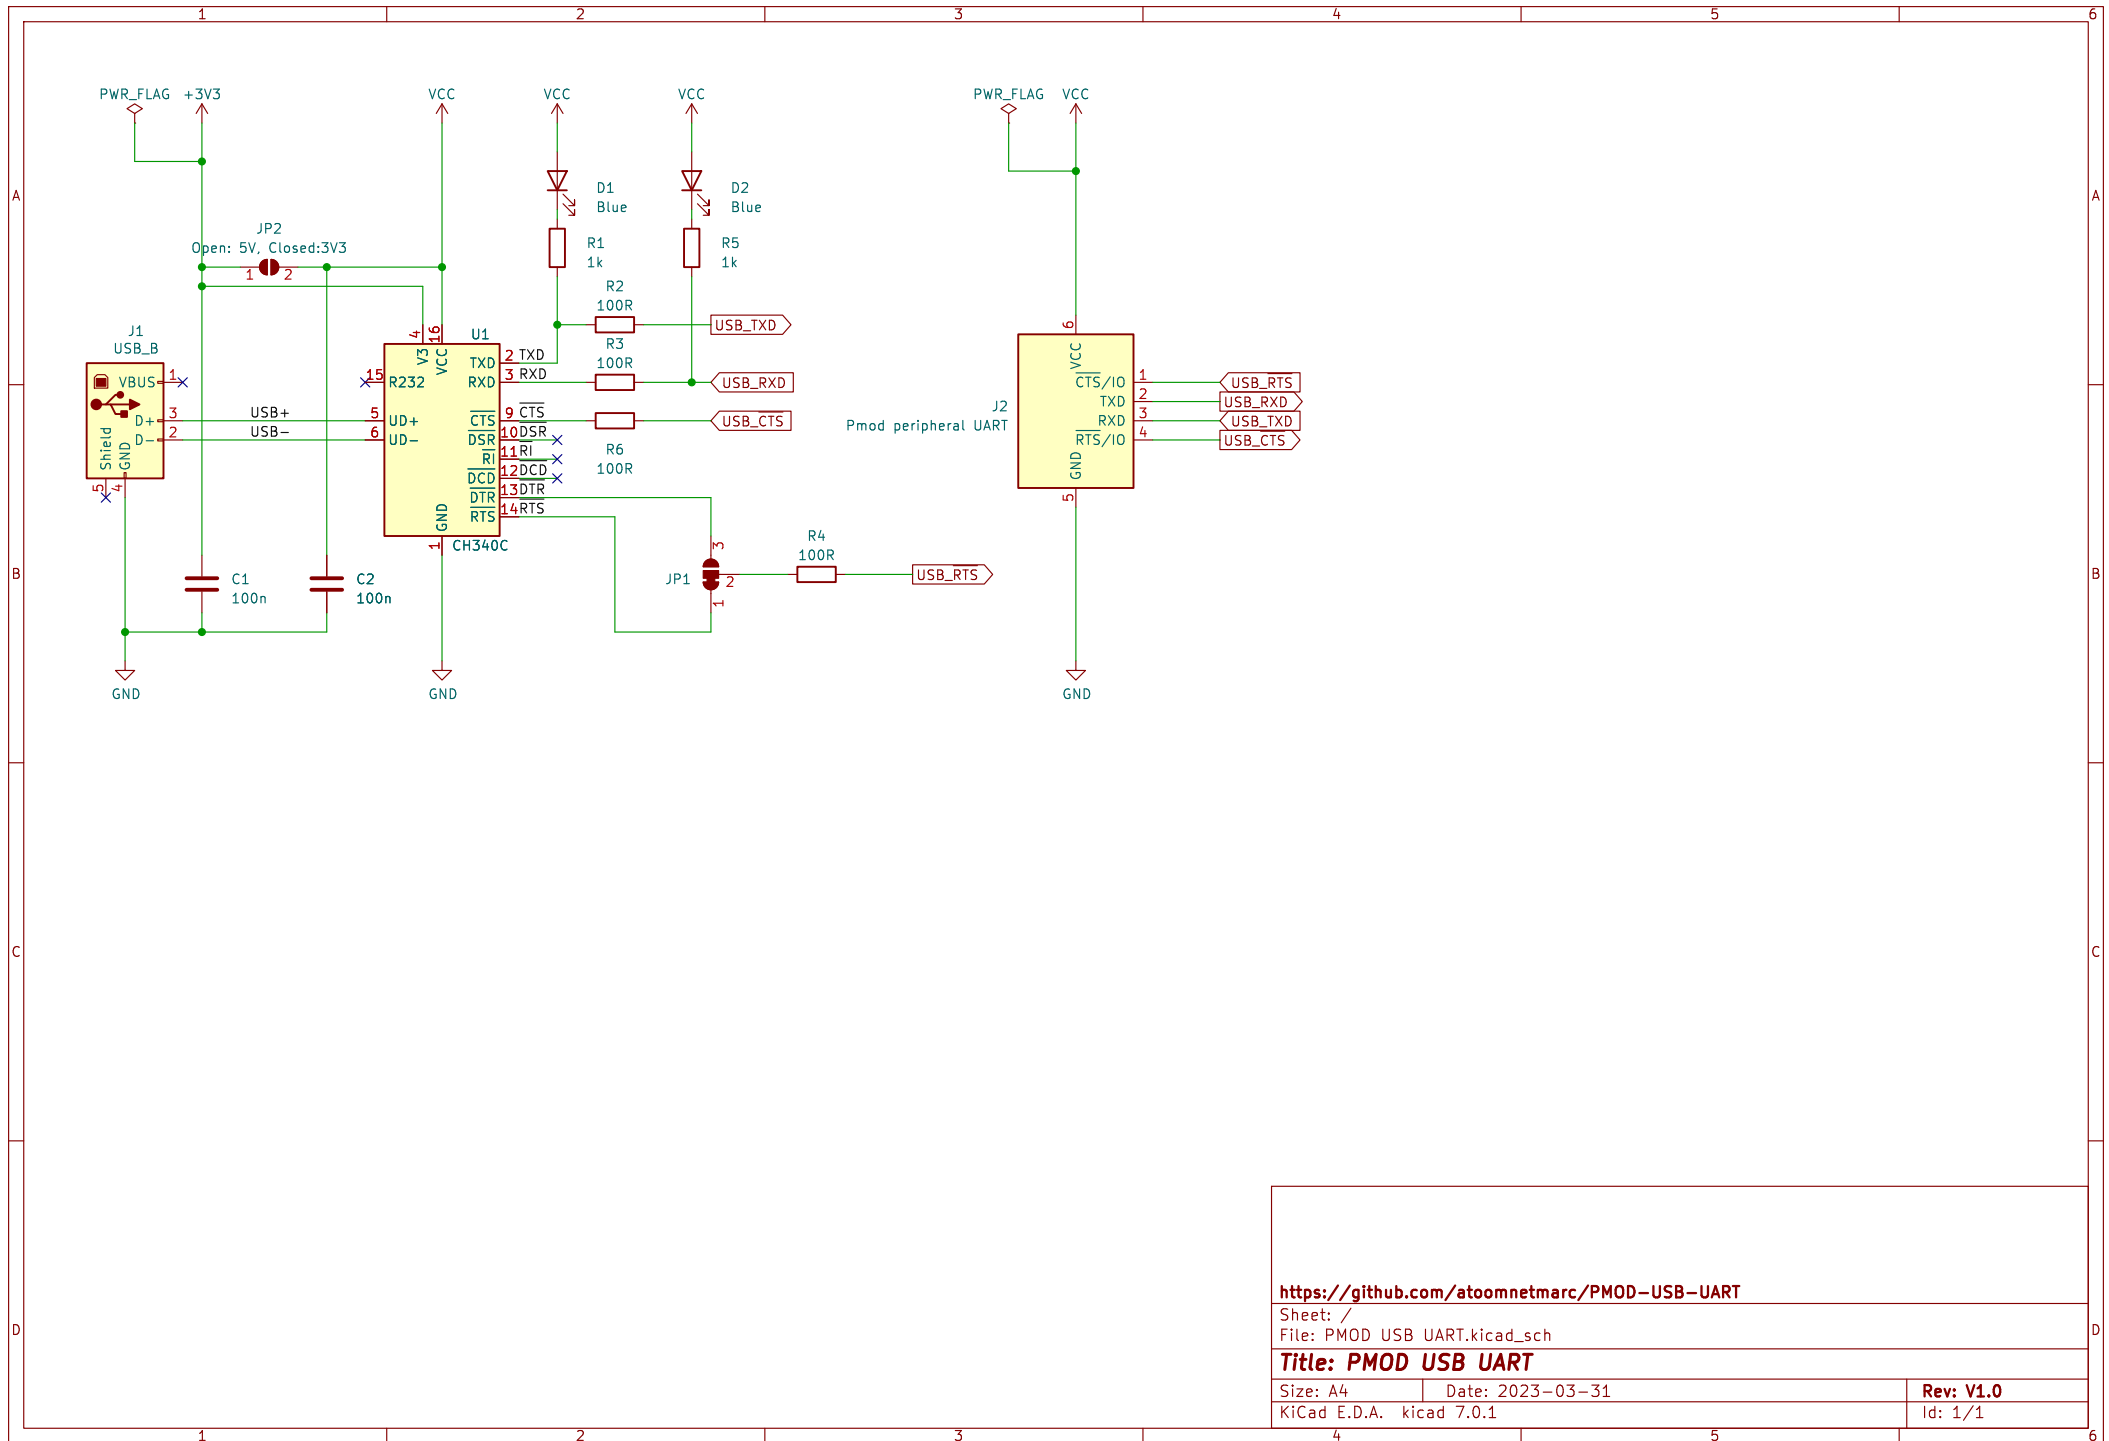 1 2 3 4 5 6
A
A
B
B
C
C
D
D
PWR_FLAG +3V3
VCC
VCC
VCC
PWR_FLAG VCC
D1
Blue
D2
Blue
JP2
Open: 5V, Closed:3V3
1 2
R1
1k
R5
1k
R2
100R
USB_TXD
R3
100R
USB_RXD
USB_CTS
R6
100R
J1
USB_B
VBUS 1
D+ 3
D- 2
Shield
GND
5
4
USB+
USB-
U1
4
16
V3
VCC
15 R232
5 UD+
6 UD-
TXD 2 TXD
RXD 3 RXD
CTS 9 CTS
DSR 10 DSR
RI 11 RI
DCD 12 DCD
DTR 13 DTR
RTS 14 RTS
GND
1
CH340C
C1
100n
C2
100n
GND
GND
JP1
3
2
1
R4
100R
USB_RTS
J2
Pmod peripheral UART
6
VCC
CTS/IO 1 USB_RTS
TXD 2 USB_RXD
RXD 3 USB_TXD
RTS/IO 4 USB_CTS
GND
5
GND
https://github.com/atoomnetmarc/PMOD-USB-UART
Sheet: /
File: PMOD USB UART.kicad_sch
Title: PMOD USB UART
Size: A4 Date: 2023-03-31 Rev: V1.0
KiCad E.D.A. kicad 7.0.1 Id: 1/1
1 2 3 4 5 6